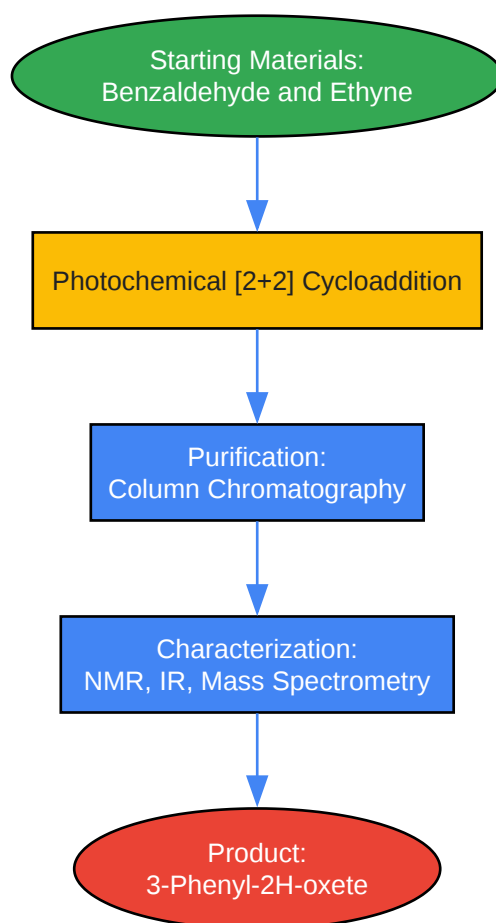 Starting Materials:
Benzaldehyde and Ethyne
Photochemical [2+2] Cycloaddition
Purification:
Column Chromatography
Characterization:
NMR, IR, Mass Spectrometry
Product:
3-Phenyl-2H-oxete